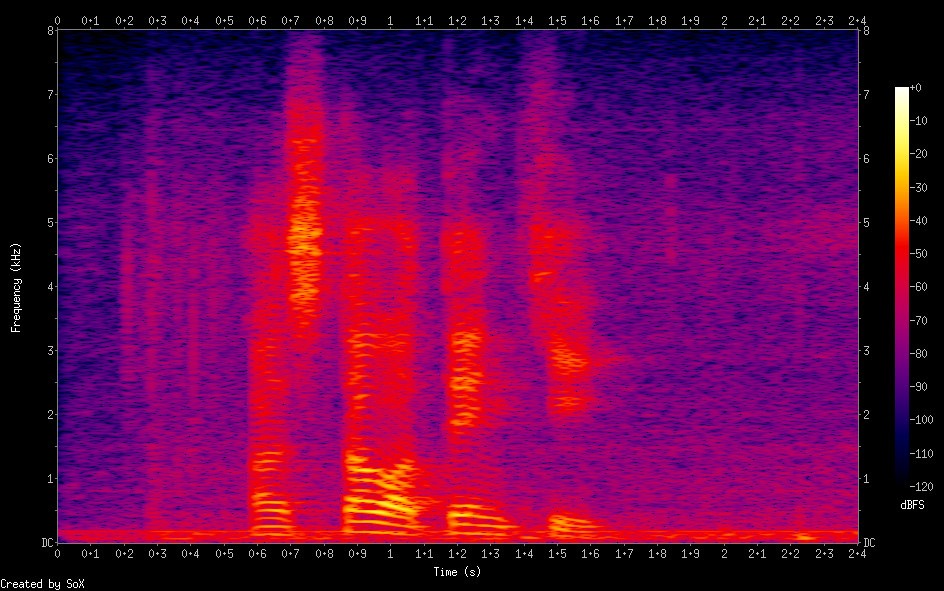 0 0+1 0+2 0+3 0+4 0+5 0+6 0+7 0+8 0+9 1 1+1 1+2 1+3 1+4 1+5 1+6 1+7 1+8 1+9 2 2+1 2+2 2+3 2+4
8 8
7 7 +0
-10
6 6 -20
-30
5 5 -40
Frequency (kHz) -50
4 4 -60
-70
3 3 -80
-90
2 2 -100
-110
1 1 -120
dBFS
DC DC
0 0+1 0+2 0+3 0+4 0+5 0+6 0+7 0+8 0+9 1 1+1 1+2 1+3 1+4 1+5 1+6 1+7 1+8 1+9 2 2+1 2+2 2+3 2+4
Time (s)
Created by SoX